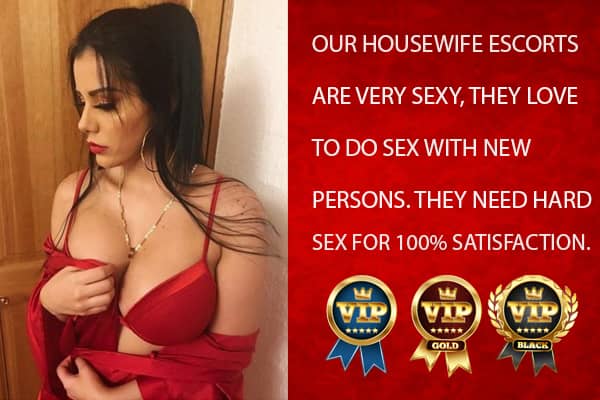 OUR HOUSEWIFE ESCORTS
ARE VERY SEXY, THEY LOVE
TO DO SEX WITH NEW
PERSONS. THEY NEED HARD
SEX FOR 100% SATISFACTION.
VIP
VIP
GOLD
VIP
BLACK